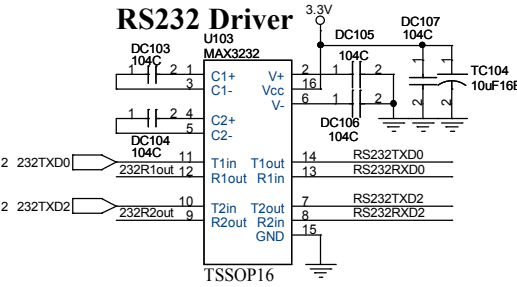 RS232 Driver
3.3V
U103
MAX3232
DC103
104C
1 2
1
3
C1+
C1-
DC104
104C
1 2
4
5
C2+
C2-
V+
Vcc
V-
2
16
6
DC105
104C
1 2
DC106
104C
1 2
DC107
104C
1
2
TC104
10uF16
1
2
2 232TXD0
232R1out
11
12
T1in
R1out
T1out
R1in
14
13
RS232TXD0
RS232RXD0
2 232TXD2
232R2out
10
9
T2in
R2out
T2out
R2in
GND
7
8
15
RS232TXD2
RS232RXD2
TSSOP16